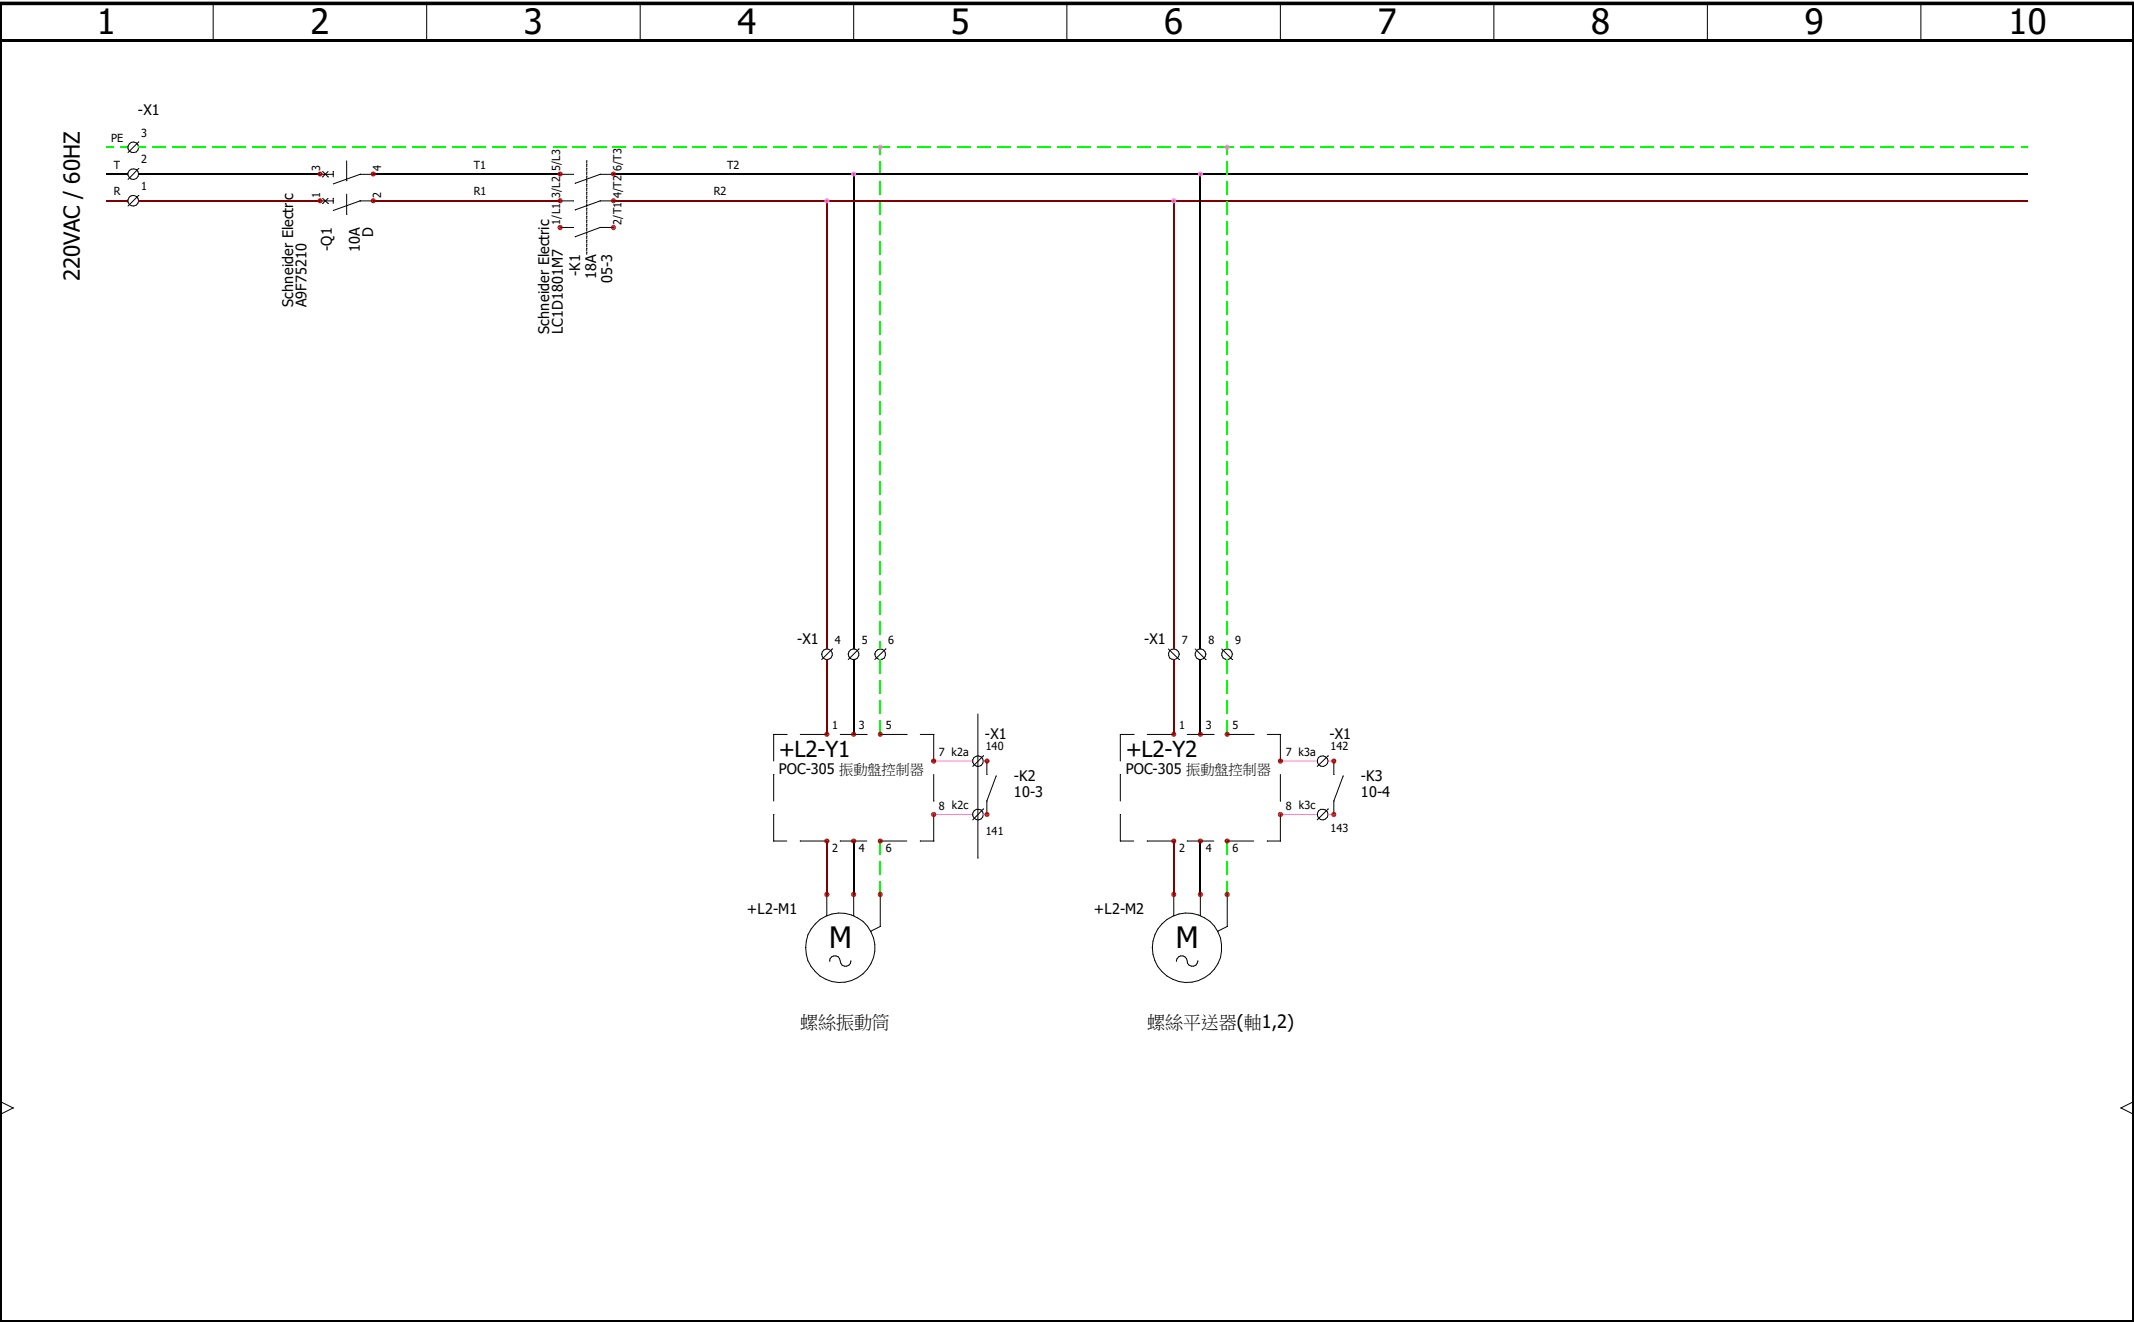 1 2 3 4 5 6 7 8 9 10
220VAC / 60HZ
-X1
PE 3
T 2
R 1
3 4
1 2
Schneider Electric
A9F75210
-Q1
10A
D
T1
R1
5/L3 6/T3
3/L2 4/T2
1/L1 2/T1
Schneider Electric
LC1D1801M7
-K1
18A
05-3
T2
R2
-X1 4 5 6
1 3 5
+L2-Y1
POC-305 振動盤控制器
7 k2a
8 k2c
-X1
140
-K2
10-3
141
2 4 6
+L2-M1
M
螺絲振動筒
-X1 7 8 9
1 3 5
+L2-Y2
POC-305 振動盤控制器
7 k3a
8 k3c
-X1
142
-K3
10-4
143
2 4 6
+L2-M2
M
螺絲平送器(軸1,2)